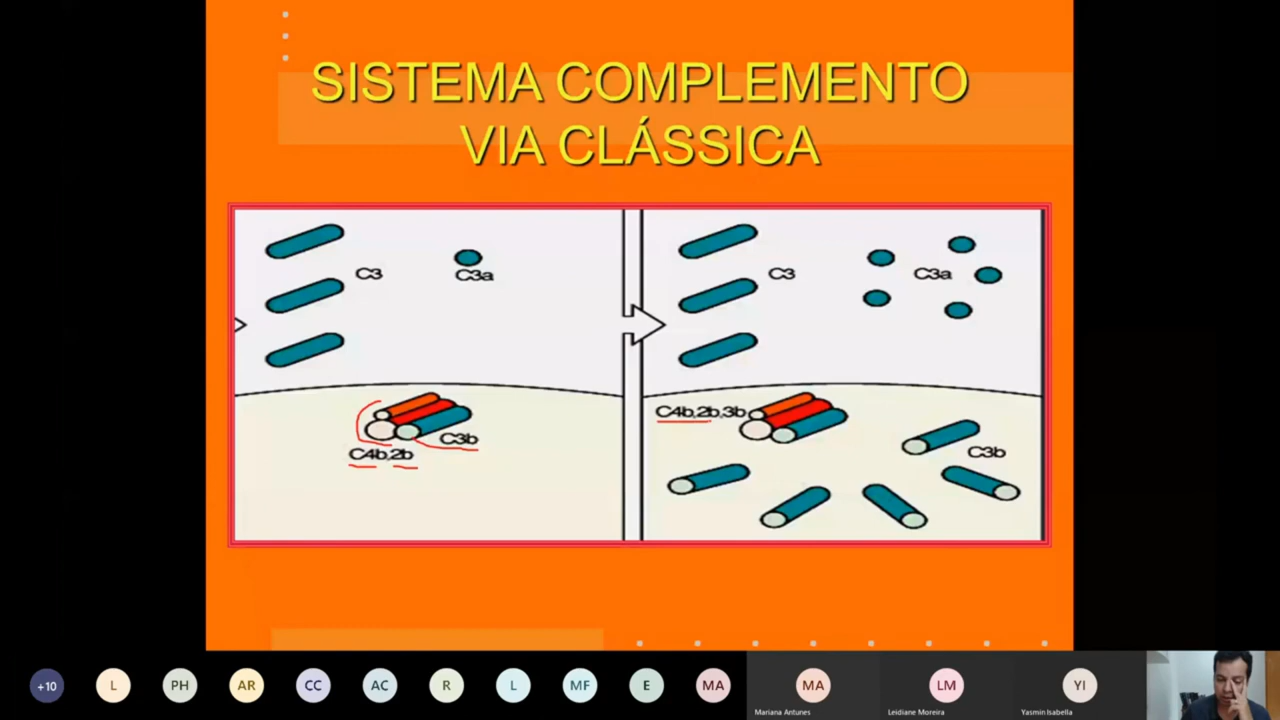 SISTEMA COMPLEMENTO
VIA CLÁSSICA
C3
C3a
C4b,2b
C3b
C3
C3a
C4b,2b,3b
C3b
+10
L
PH
AR
CC
AC
R
L
MF
E
MA
MA
Mariana Antunes
LM
Leidiane Moreira
YI
Yasmin Isabella